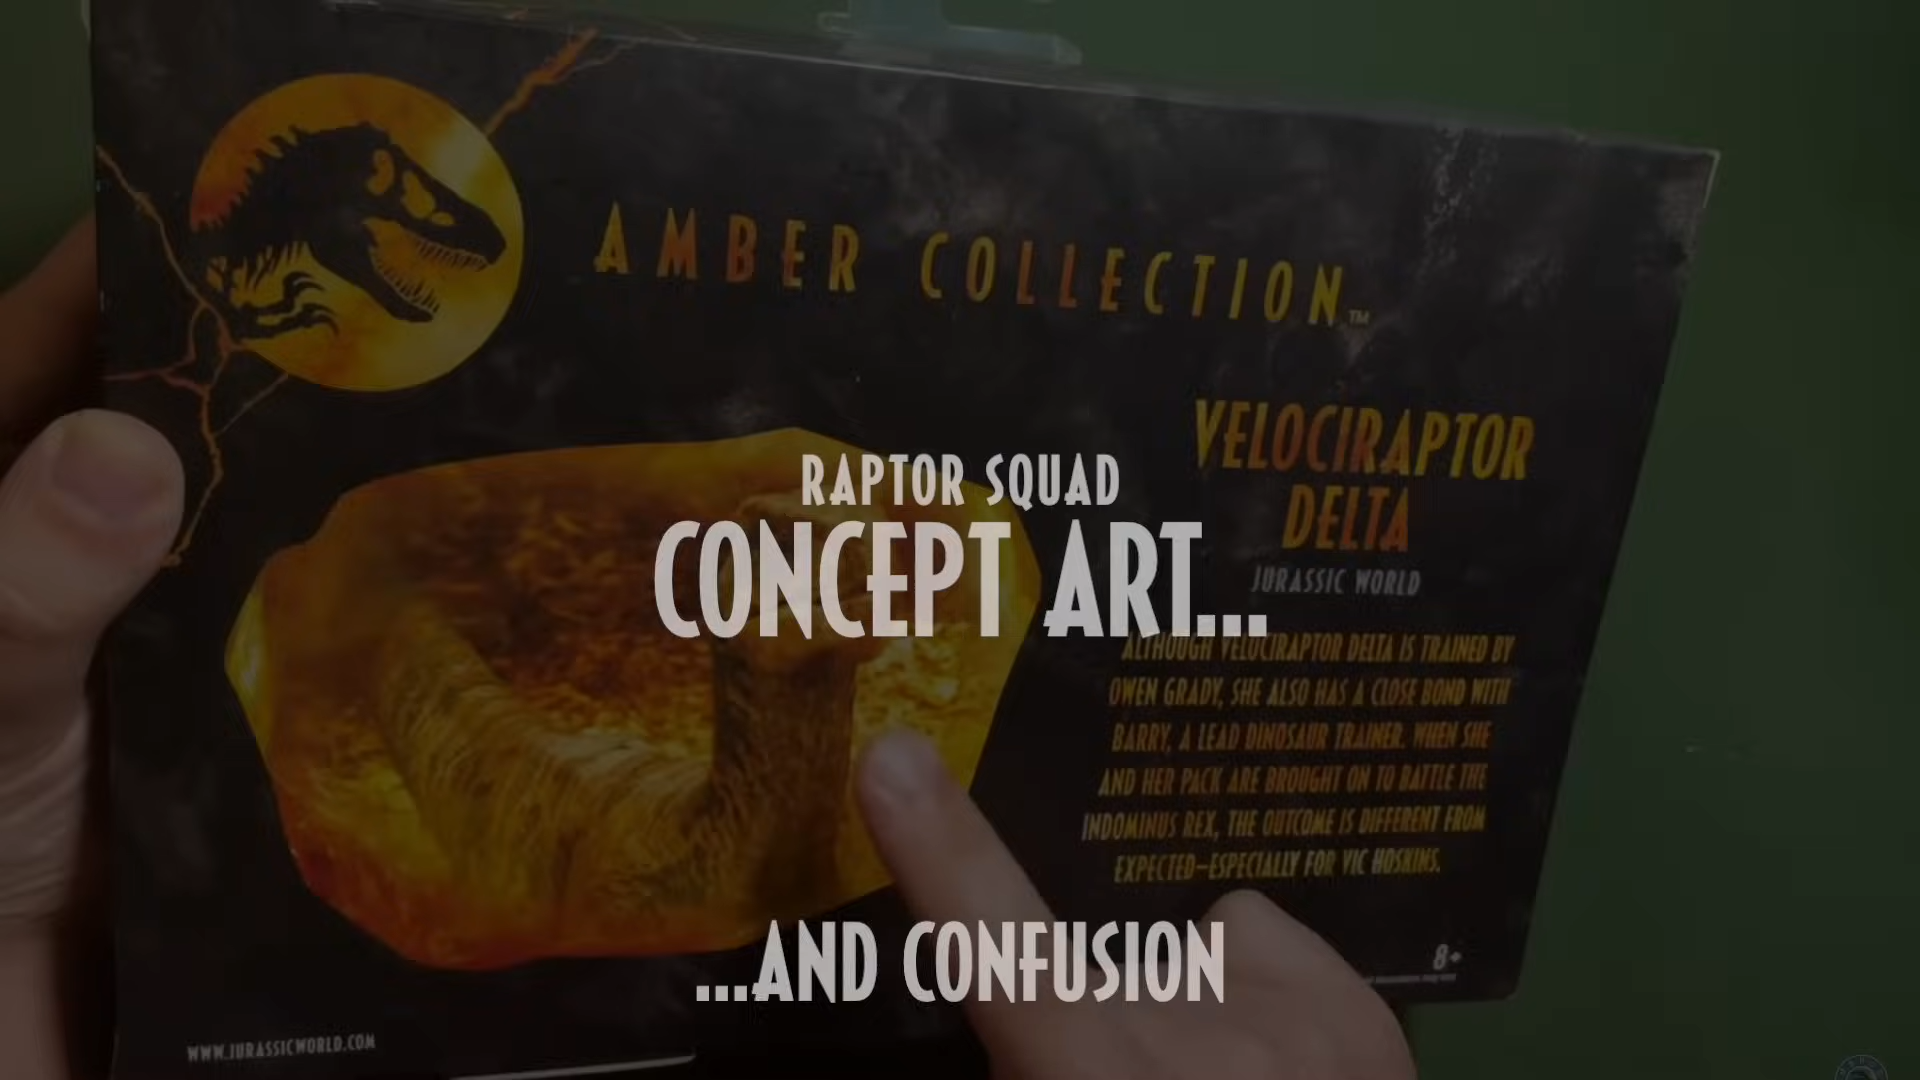 AMBER COLLECTION™
VELOCIRAPTOR
DELTA
JURASSIC WORLD
ALTHOUGH VELOCIRAPTOR DELTA IS TRAINED BY
OWEN GRADY, SHE ALSO HAS A CLOSE BOND WITH
BARRY, A LEAD DINOSAUR TRAINER. WHEN SHE
AND HER PACK ARE BROUGHT ON TO BATTLE THE
INDOMINUS REX, THE OUTCOME IS DIFFERENT FROM
EXPECTED–ESPECIALLY FOR VIC HOSKINS.
RAPTOR SQUAD
CONCEPT ART...
...AND CONFUSION
8+
WWW.JURASSICWORLD.COM